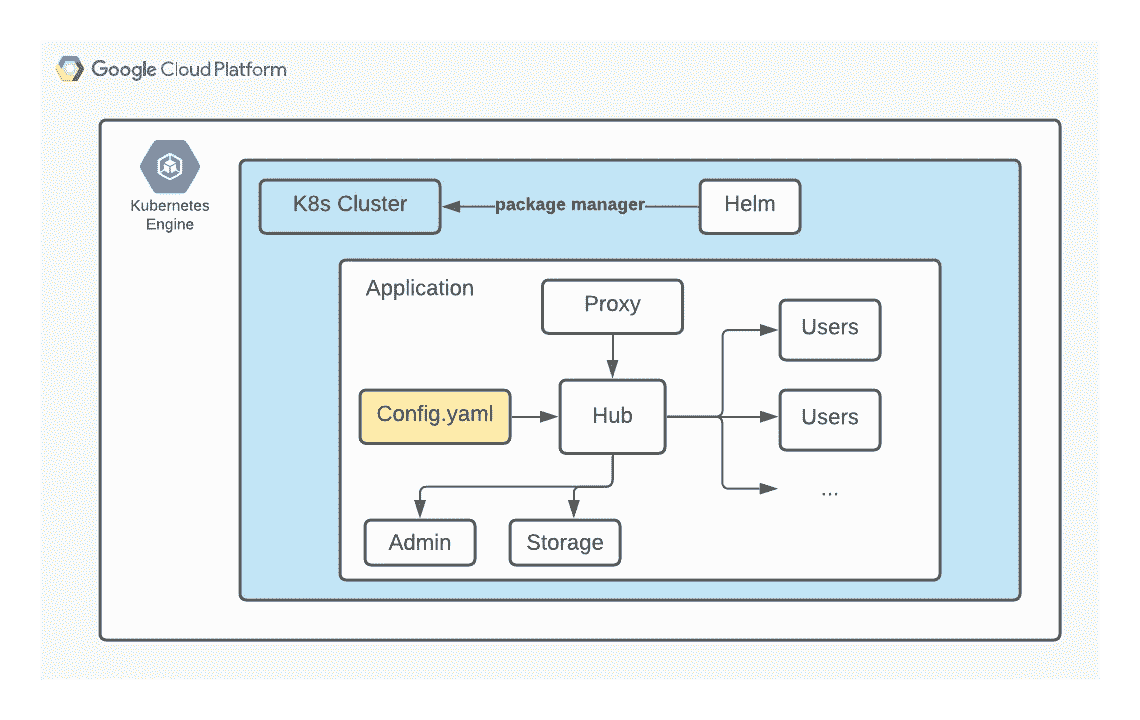 Google Cloud Platform
Kubernetes
Engine
K8s Cluster
package manager
Helm
Application
Proxy
Users
Config.yaml
Hub
Users
...
Admin
Storage